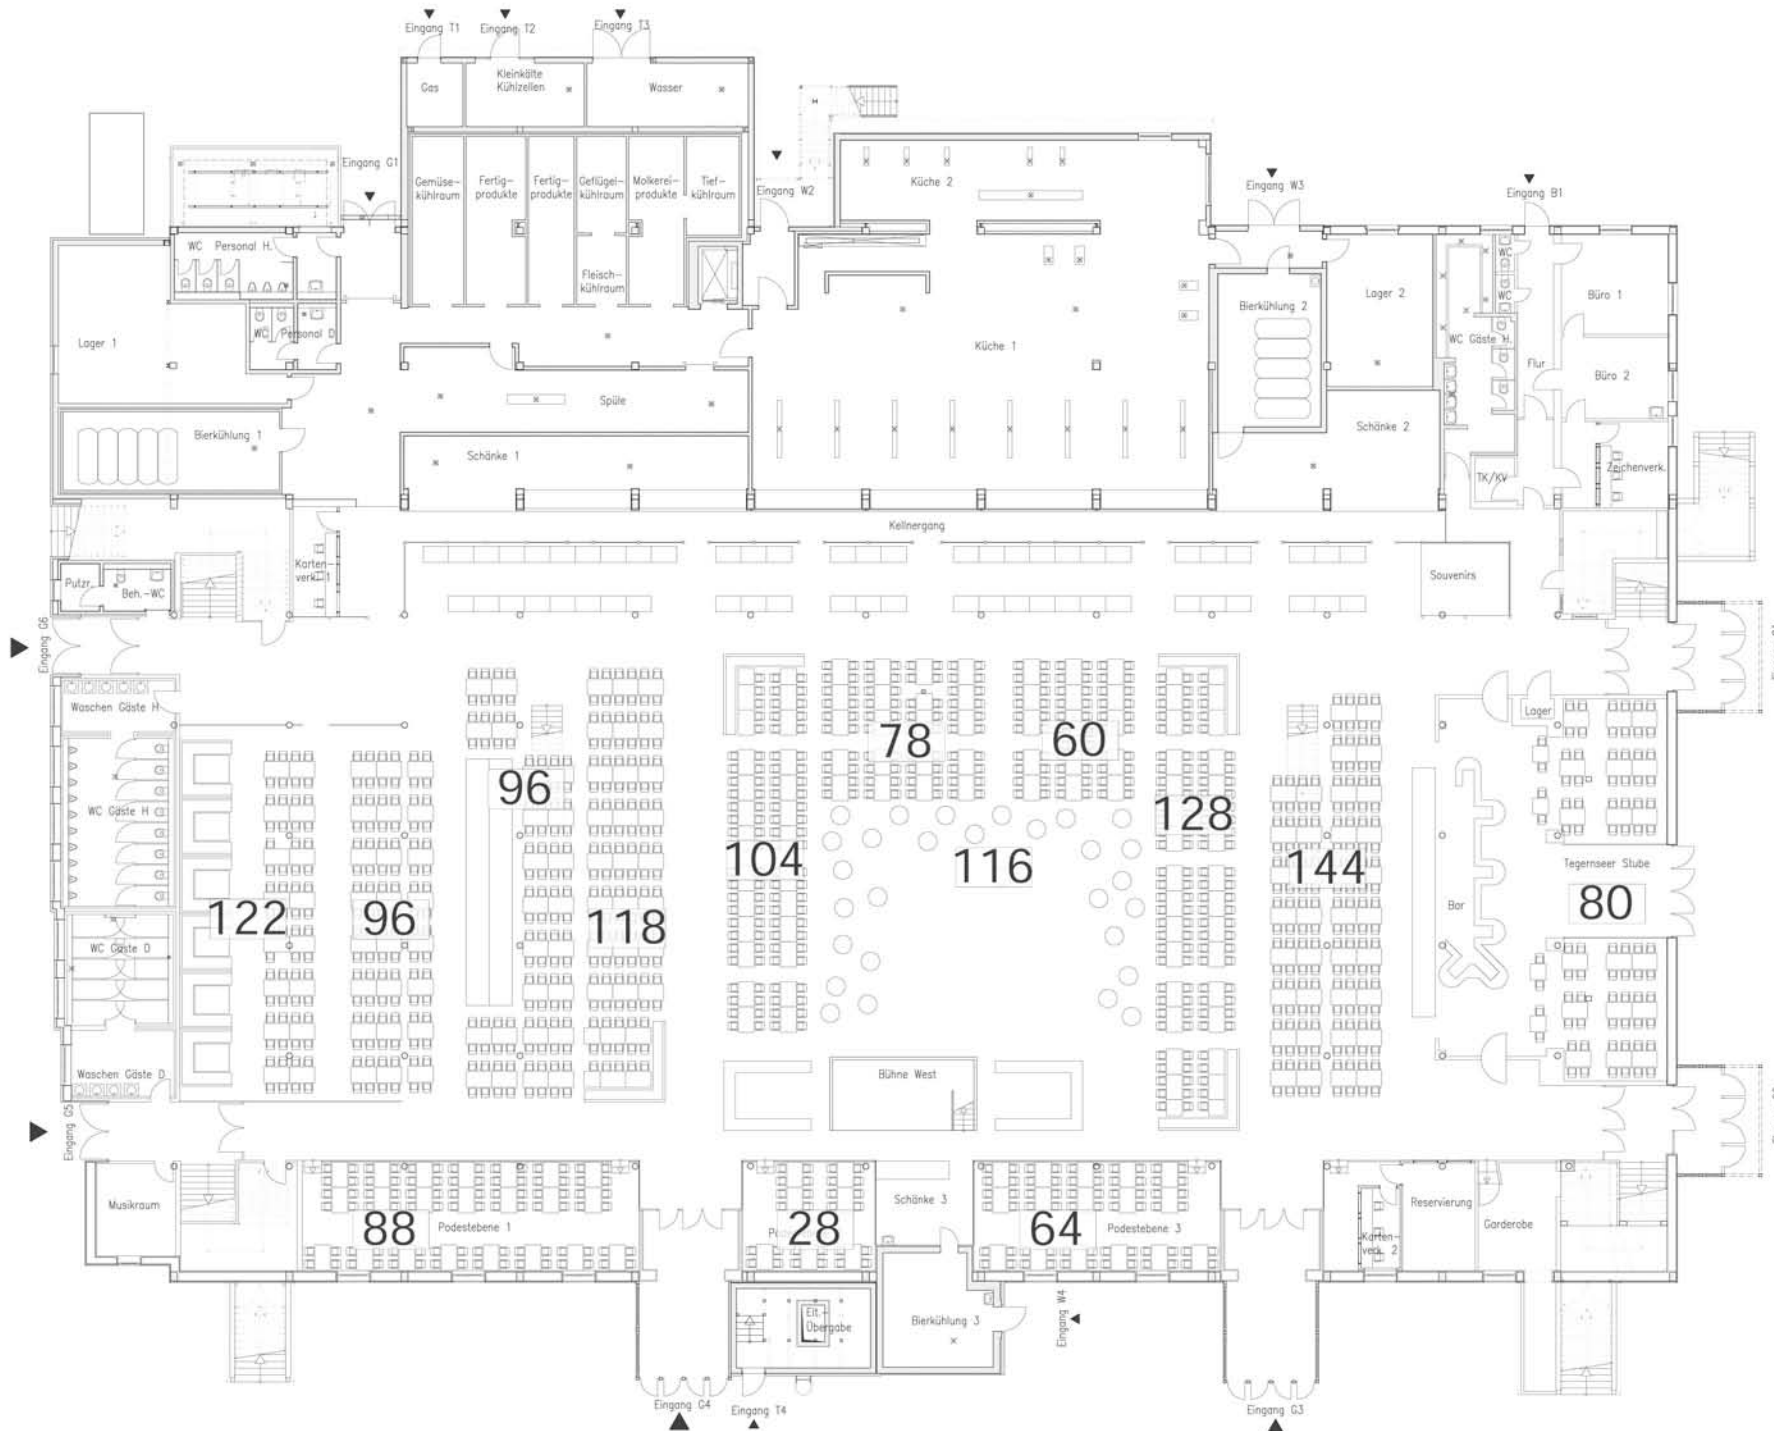 Eingang T1
Eingang T2
Eingang T3
Gas
Kleinkälte
Kühlzellen
Wasser
Eingang G1
Gemüse-
kühlraum
Fertig-
produkte
Fertig-
produkte
Geflügel-
kühlraum
Molkerei-
produkte
Tief-
kühlraum
Eingang W2
Küche 2
Eingang W3
Eingang B1
WC Personal H.
Fleisch-
kühlraum
WC
WC
Büro 1
Lager 1
WC Personal D
Küche 1
Bierkühlung 2
Lager 2
WC Gäste H.
Flur
Büro 2
Spüle
Bierkühlung 1
Schänke 1
Schänke 2
TK/KV
Zeichenverk.
Kellnergang
Putzr.
Beh.-WC
Karten-
verk. 1
Souvenirs
Eingang G6
Waschen Gäste H
Lager
78
60
96
WC Gäste H
128
104
116
144
Tegernseer Stube
122
96
118
Bar
80
WC Gäste D
Waschen Gäste D
Bühne West
Eingang G5
Musikraum
88
Podestebene 1
28
Schänke 3
64
Podestebene 3
Karten-
verk. 2
Reservierung
Garderobe
Elt.-
Übergabe
Bierkühlung 3
Eingang W4
Eingang G4
Eingang T4
Eingang G3